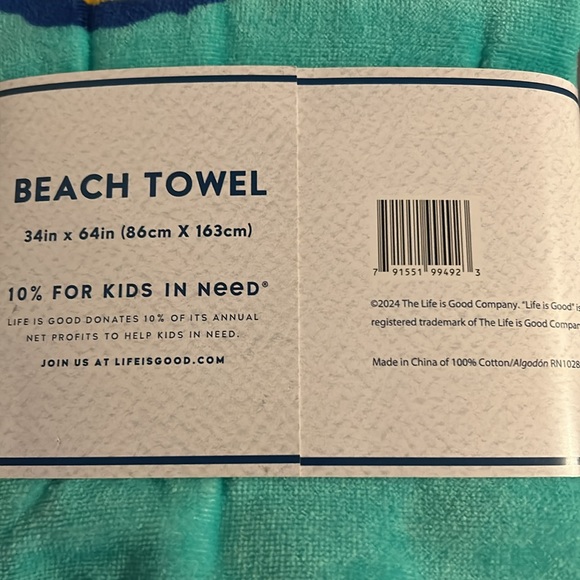 BEACH TOWEL
34in x 64in (86cm X 163cm)
10% FOR KIDS IN NeeD®
LIFE IS GOOD DONATES 10% OF ITS ANNUAL
NET PROFITS TO HELP KIDS IN NEED.
JOIN US AT LIFEISGOOD.COM
7 91551 99492 3
©2024 The Life is Good Company. "Life is Good" is
registered trademark of The Life is Good
Made in China of 100% Cotton/Algodón